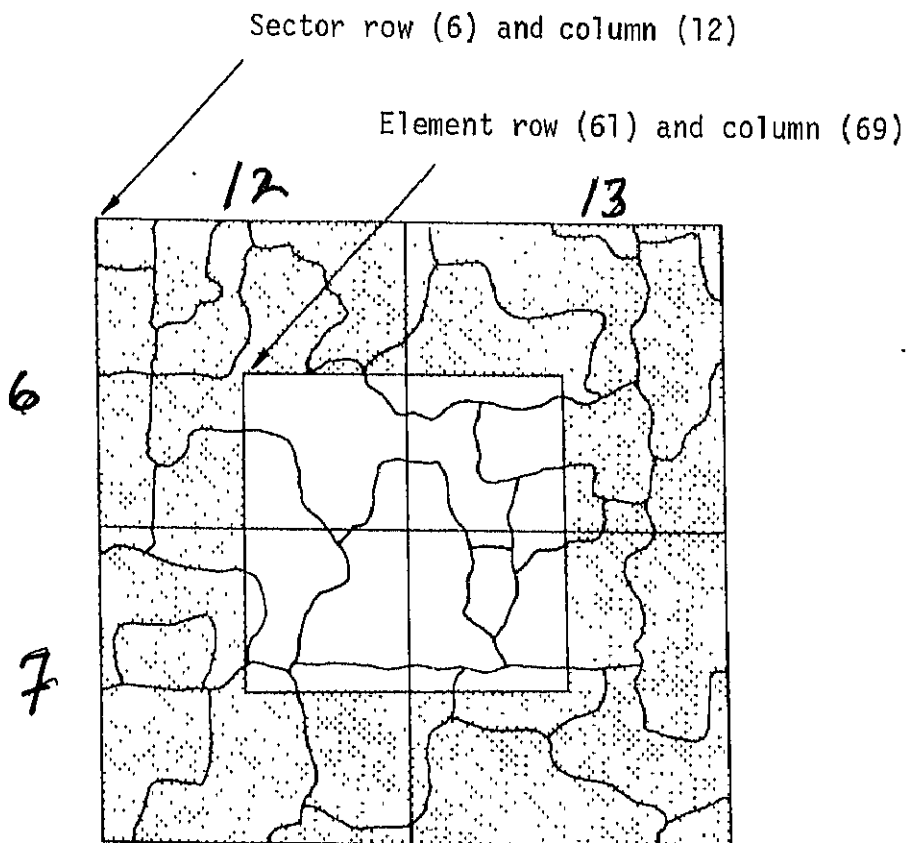 Sector row (6) and column (12)
Element row (61) and column (69)
12 13
6
7